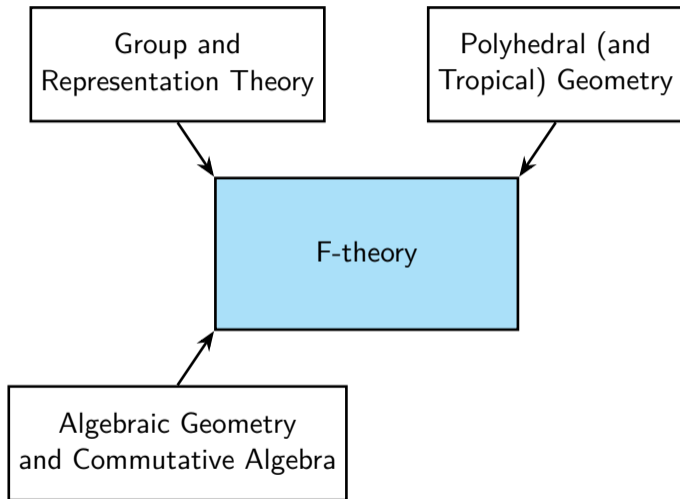 Group and
Representation Theory
Polyhedral (and
Tropical) Geometry
F-theory
Algebraic Geometry
and Commutative Algebra